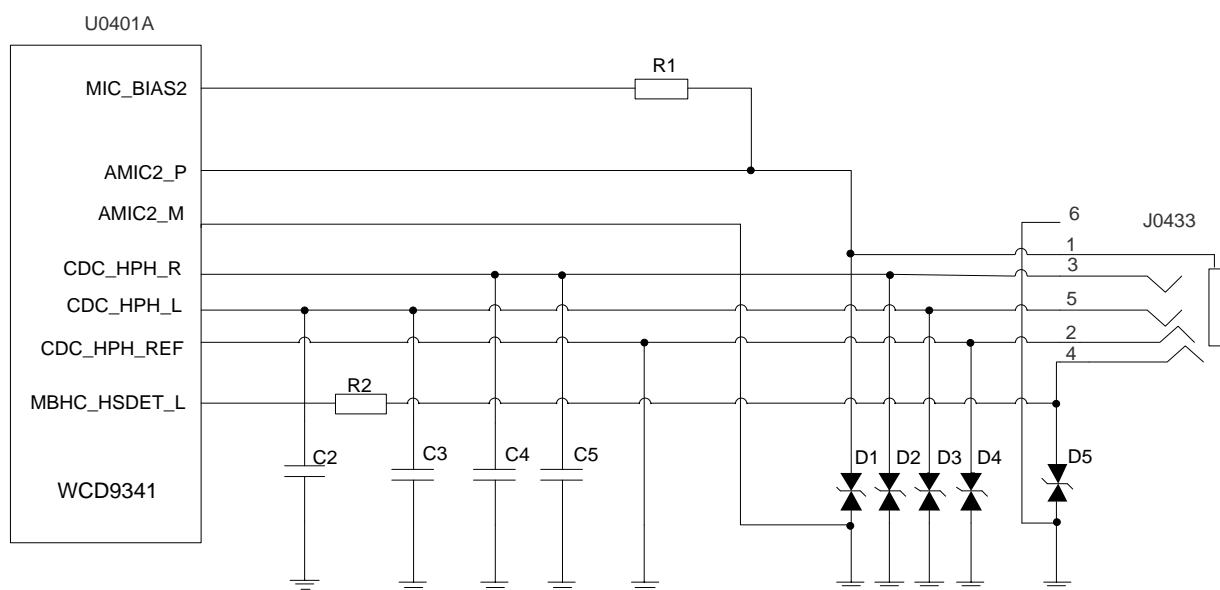 U0401A
MIC_BIAS2
R1
AMIC2_P
AMIC2_M
6
J0433
1
CDC_HPH_R
3
CDC_HPH_L
5
CDC_HPH_REF
2
4
R2
MBHC_HSDET_L
C2
C3
C4
C5
D1
D2
D3
D4
D5
WCD9341